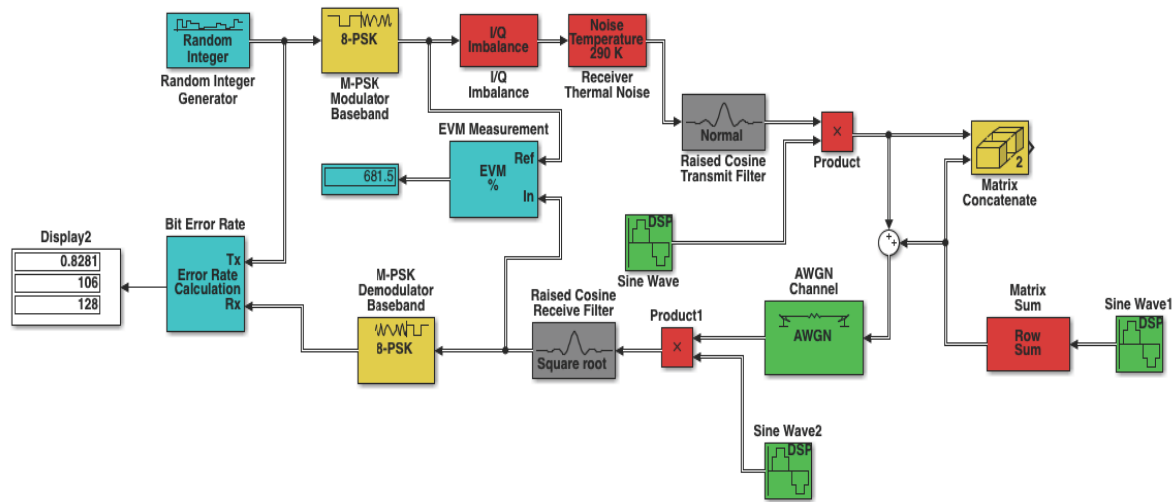 Random
Integer
Random Integer
Generator
8-PSK
M-PSK
Modulator
Baseband
I/Q
Imbalance
I/Q
Imbalance
Noise
Temperature
290 K
Receiver
Thermal Noise
Normal
Raised Cosine
Transmit Filter
X
Product
2
Matrix
Concatenate
EVM Measurement
Ref
EVM
%
In
681.5
DSP
Sine Wave
+
+
Bit Error Rate
Tx
Error Rate
Calculation
Rx
Display2
0.8281
106
128
M-PSK
Demodulator
Baseband
8-PSK
Raised Cosine
Receive Filter
Square root
Product1
X
AWGN
Channel
AWGN
Matrix
Sum
Row
Sum
Sine Wave1
DSP
Sine Wave2
DSP